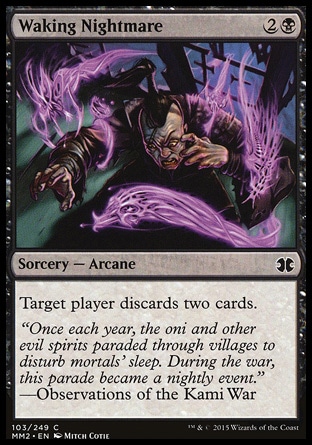 Waking Nightmare 2
Sorcery — Arcane
Target player discards two cards.
“Once each year, the oni and other
evil spirits paraded through villages to
disturb mortals’ sleep. During the war,
this parade became a nightly event.”
—Observations of the Kami War
103/249 C
MM2 • EN Mitch Cotie
™ & © 2015 Wizards of the Coast